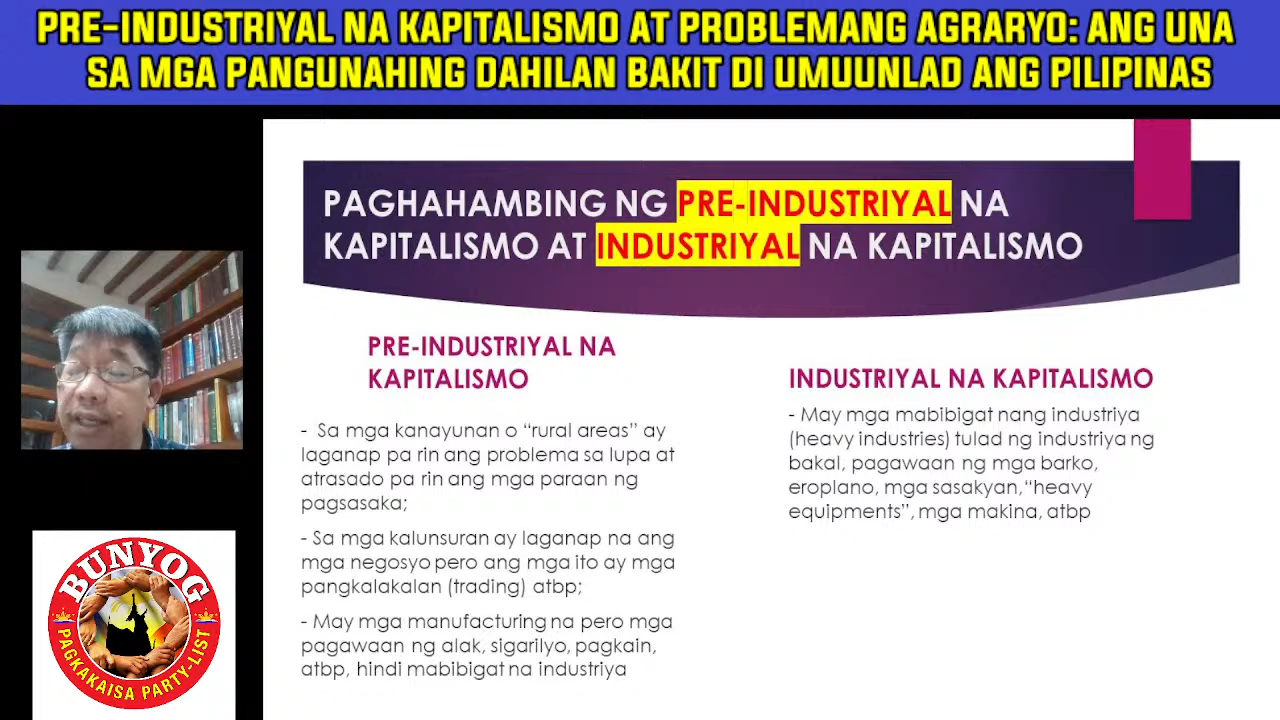 PRE-INDUSTRIYAL NA KAPITALISMO AT PROBLEMANG AGRARYO: ANG UNA
SA MGA PANGUNAHING DAHILAN BAKIT DI UMUUNLAD ANG PILIPINAS
PAGHAHAMBING NG PRE-INDUSTRIYAL NA
KAPITALISMO AT INDUSTRIYAL NA KAPITALISMO
PRE-INDUSTRIYAL NA
KAPITALISMO
- Sa mga kanayunan o “rural areas” ay
laganap pa rin ang problema sa lupa at
atrasado pa rin ang mga paraan ng
pagsasaka;
- Sa mga kalunsuran ay laganap na ang
mga negosyo pero ang mga ito ay mga
pangkalakalan (trading) atbp;
- May mga manufacturing na pero mga
pagawaan ng alak, sigarilyo, pagkain,
atbp, hindi mabibigat na industriya
INDUSTRIYAL NA KAPITALISMO
- May mga mabibigat nang industriya
(heavy industries) tulad ng industriya ng
bakal, pagawaan ng mga barko,
eroplano, mga sasakyan,“heavy
equipments”, mga makina, atbp
BUNYOG
PAGKAKAISA PARTY-LIST